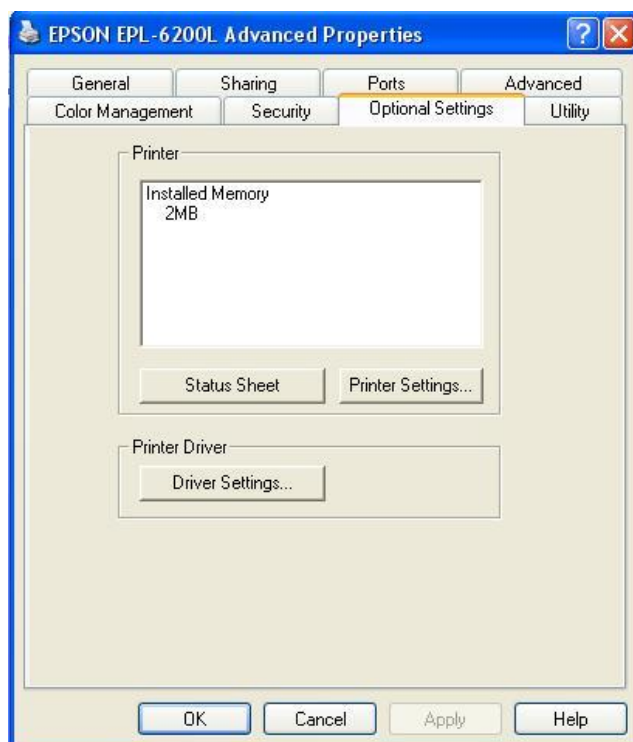 EPSON EPL-6200L Advanced Properties
General Sharing Ports Advanced
Color Management Security Optional Settings Utility
Printer
Installed Memory
2MB
Status Sheet Printer Settings...
Printer Driver
Driver Settings...
OK Cancel Apply Help